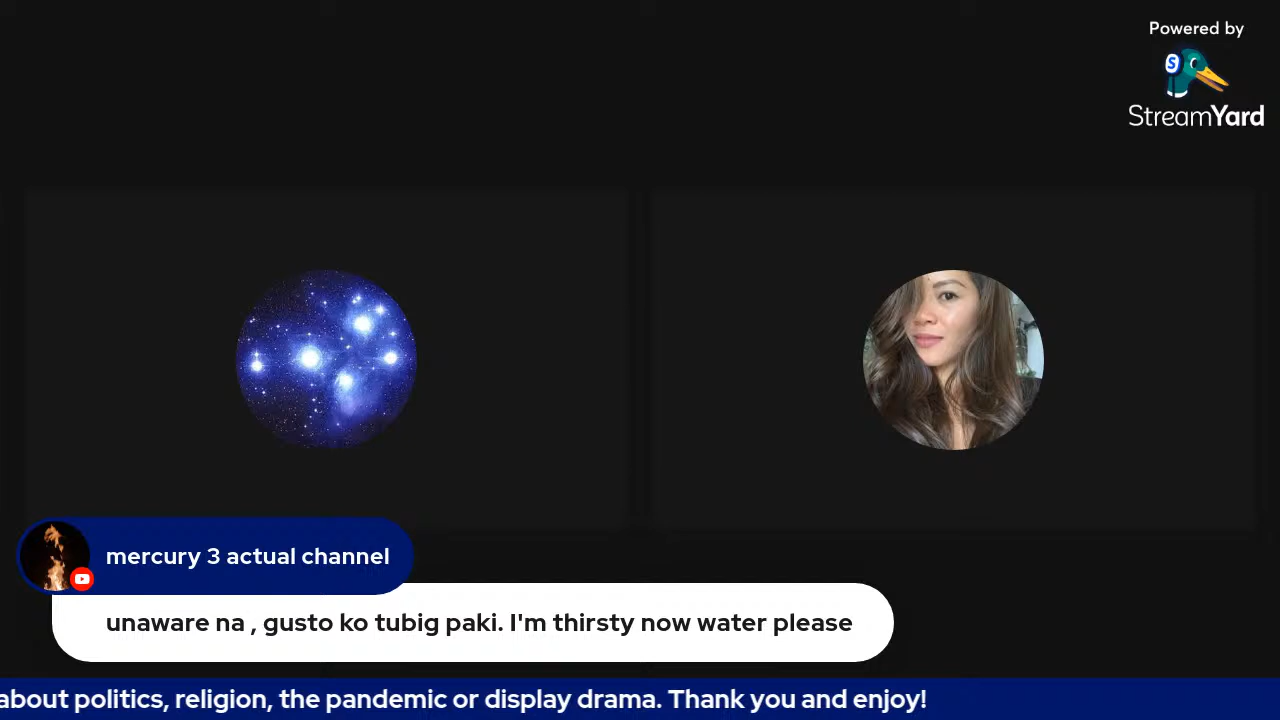 Powered by
S
StreamYard
mercury 3 actual channel
unaware na , gusto ko tubig paki. I'm thirsty now water please
about politics, religion, the pandemic or display drama. Thank you and enjoy!